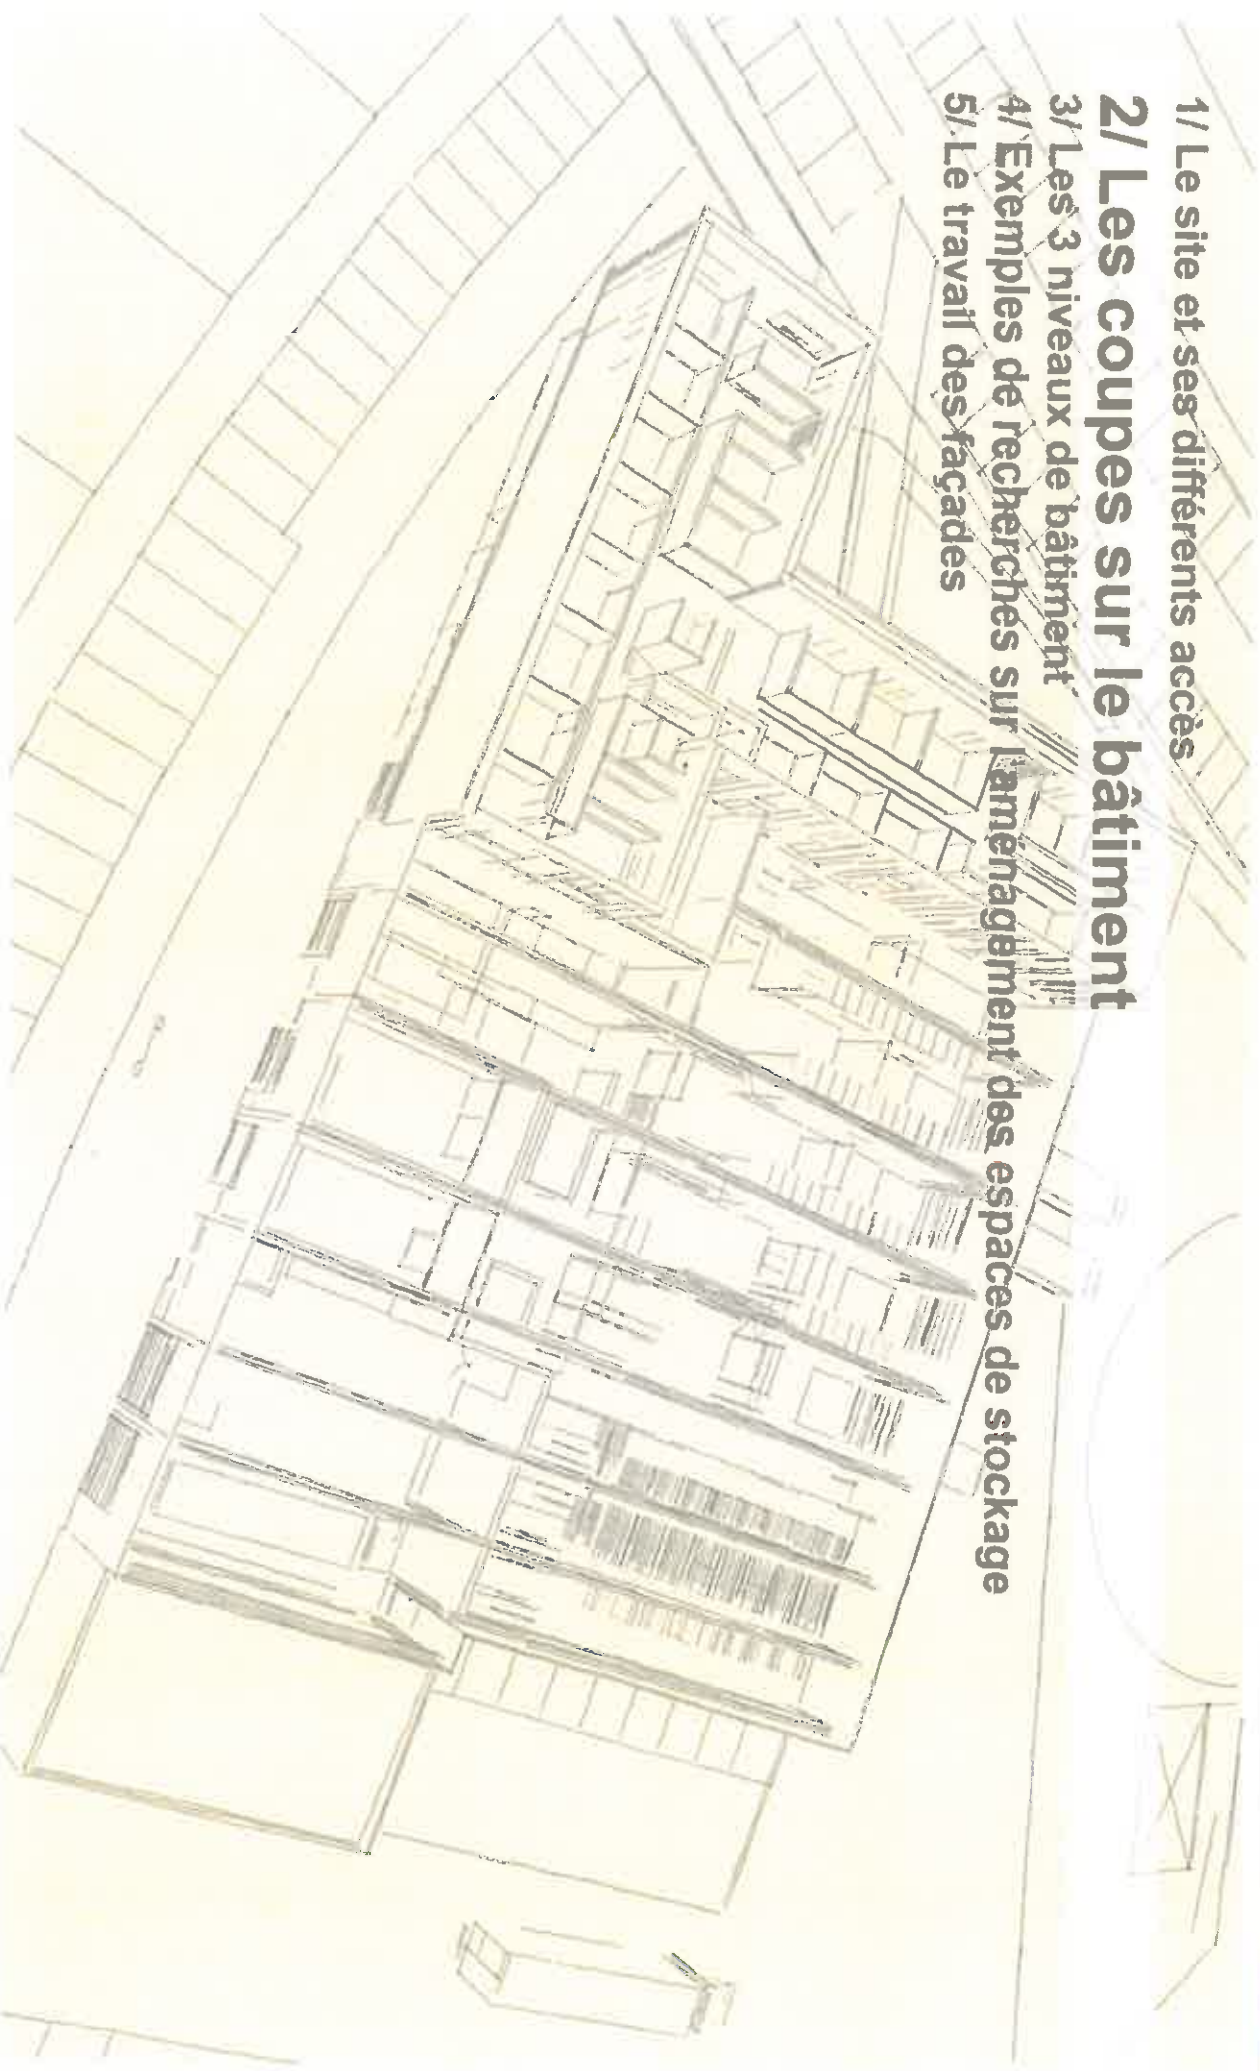 1/ Le site et ses différents accès
2/ Les coupes sur le bâtiment
3/ Les 3 niveaux de bâtiment
4/ Exemples de recherches sur l'aménagement des espaces de stockage
5/ Le travail des façades